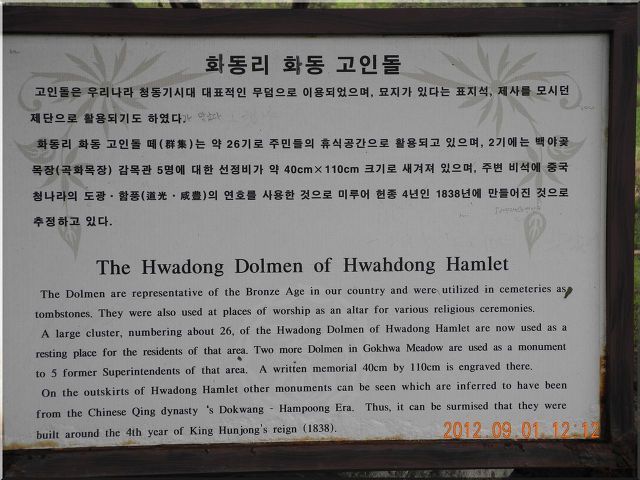 화동리 화동 고인돌
고인돌은 우리나라 청동기시대 대표적인 무덤으로 이용되었으며, 묘지가 있다는 표지석, 제사를 모시던
제단으로 활용되기도 하였다.
화동리 화동 고인돌 떼(群集)는 약 26기로 주민들의 휴식공간으로 활용되고 있으며, 2기에는 백야곶
목장(곡화목장) 감목관 5명에 대한 선정비가 약 40cm×110cm 크기로 새겨져 있으며, 주변 비석에 중국
청나라의 도광·함풍(道光·咸豊)의 연호를 사용한 것으로 미루어 헌종 4년인 1838년에 만들어진 것으로
추정하고 있다.
The Hwadong Dolmen of Hwahdong Hamlet
The Dolmen are representative of the Bronze Age in our country and were utilized in cemeteries as
tombstones. They were also used at places of worship as an altar for various religious ceremonies.
A large cluster, numbering about 26, of the Hwadong Dolmen of Hwadong Hamlet are now used as a
resting place for the residents of that area. Two more Dolmen in Gokhwa Meadow are used as a monument
to 5 former Superintendents of that area. A written memorial 40cm by 110cm is engraved there.
On the outskirts of Hwadong Hamlet other monuments can be seen which are inferred to have been
from the Chinese Qing dynasty 's Dokwang - Hampoong Era. Thus, it can be surmised that they were
built around the 4th year of King Hunjong's reign (1838).
2012.09.01 12:12